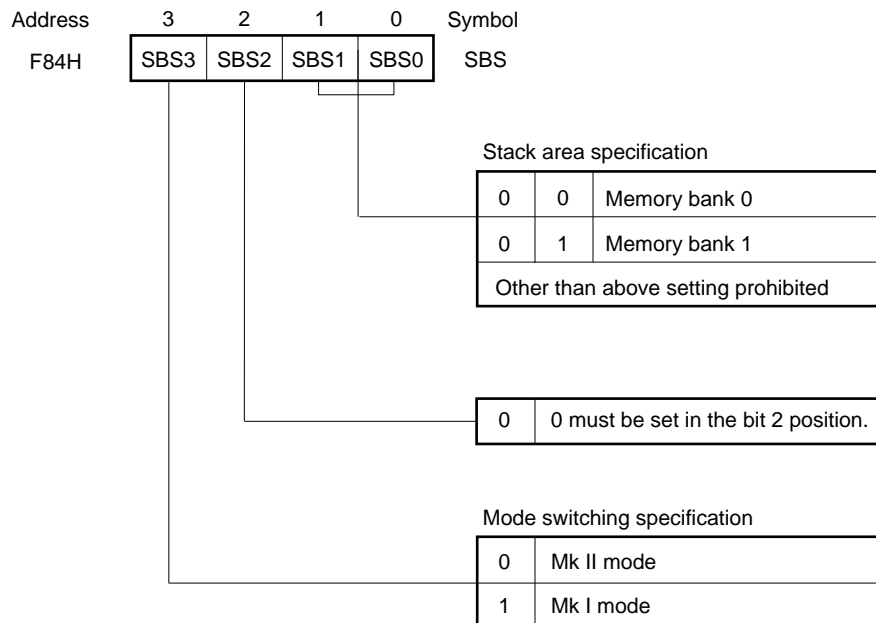 Address 3 2 1 0 Symbol
F84H SBS3 SBS2 SBS1 SBS0 SBS
Stack area specification
0 0 Memory bank 0
0 1 Memory bank 1
Other than above setting prohibited
0 0 must be set in the bit 2 position.
Mode switching specification
0 Mk II mode
1 Mk I mode